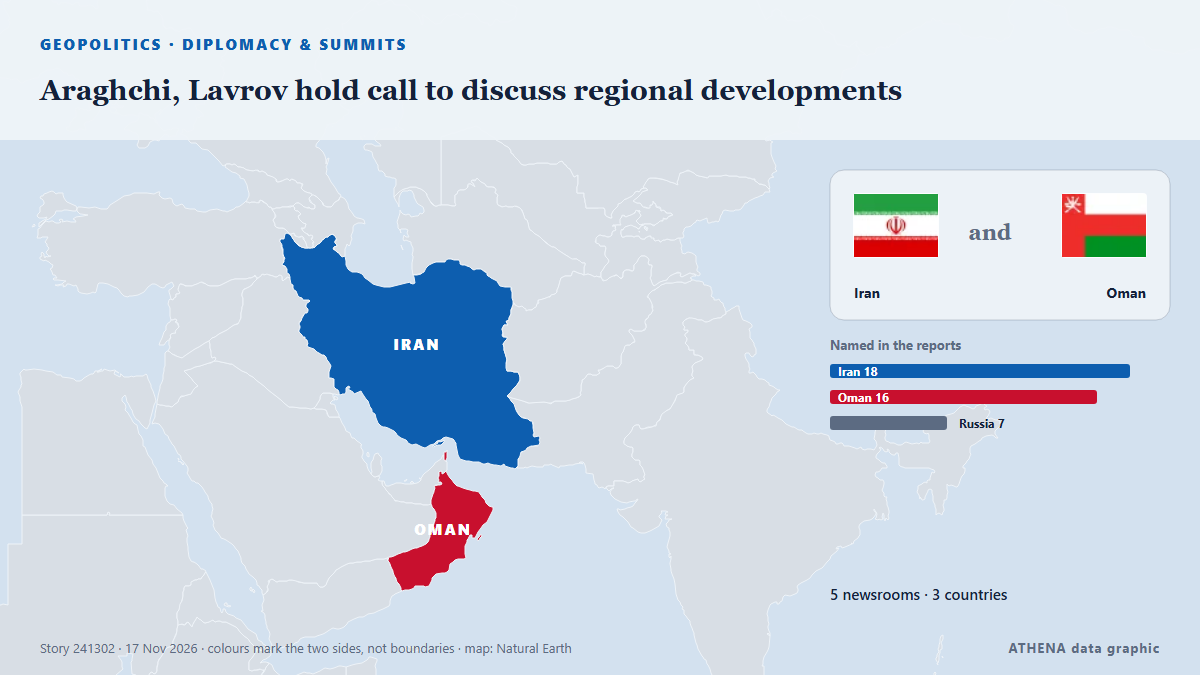 GEOPOLITICS · DIPLOMACY & SUMMITS
Araghchi, Lavrov hold call to discuss regional developments
IRAN
OMAN
and
Iran
Oman
Named in the reports
Iran 18
Oman 16
Russia 7
5 newsrooms · 3 countries
Story 241302 · 17 Nov 2026 · colours mark the two sides, not boundaries · map: Natural Earth
ATHENA data graphic